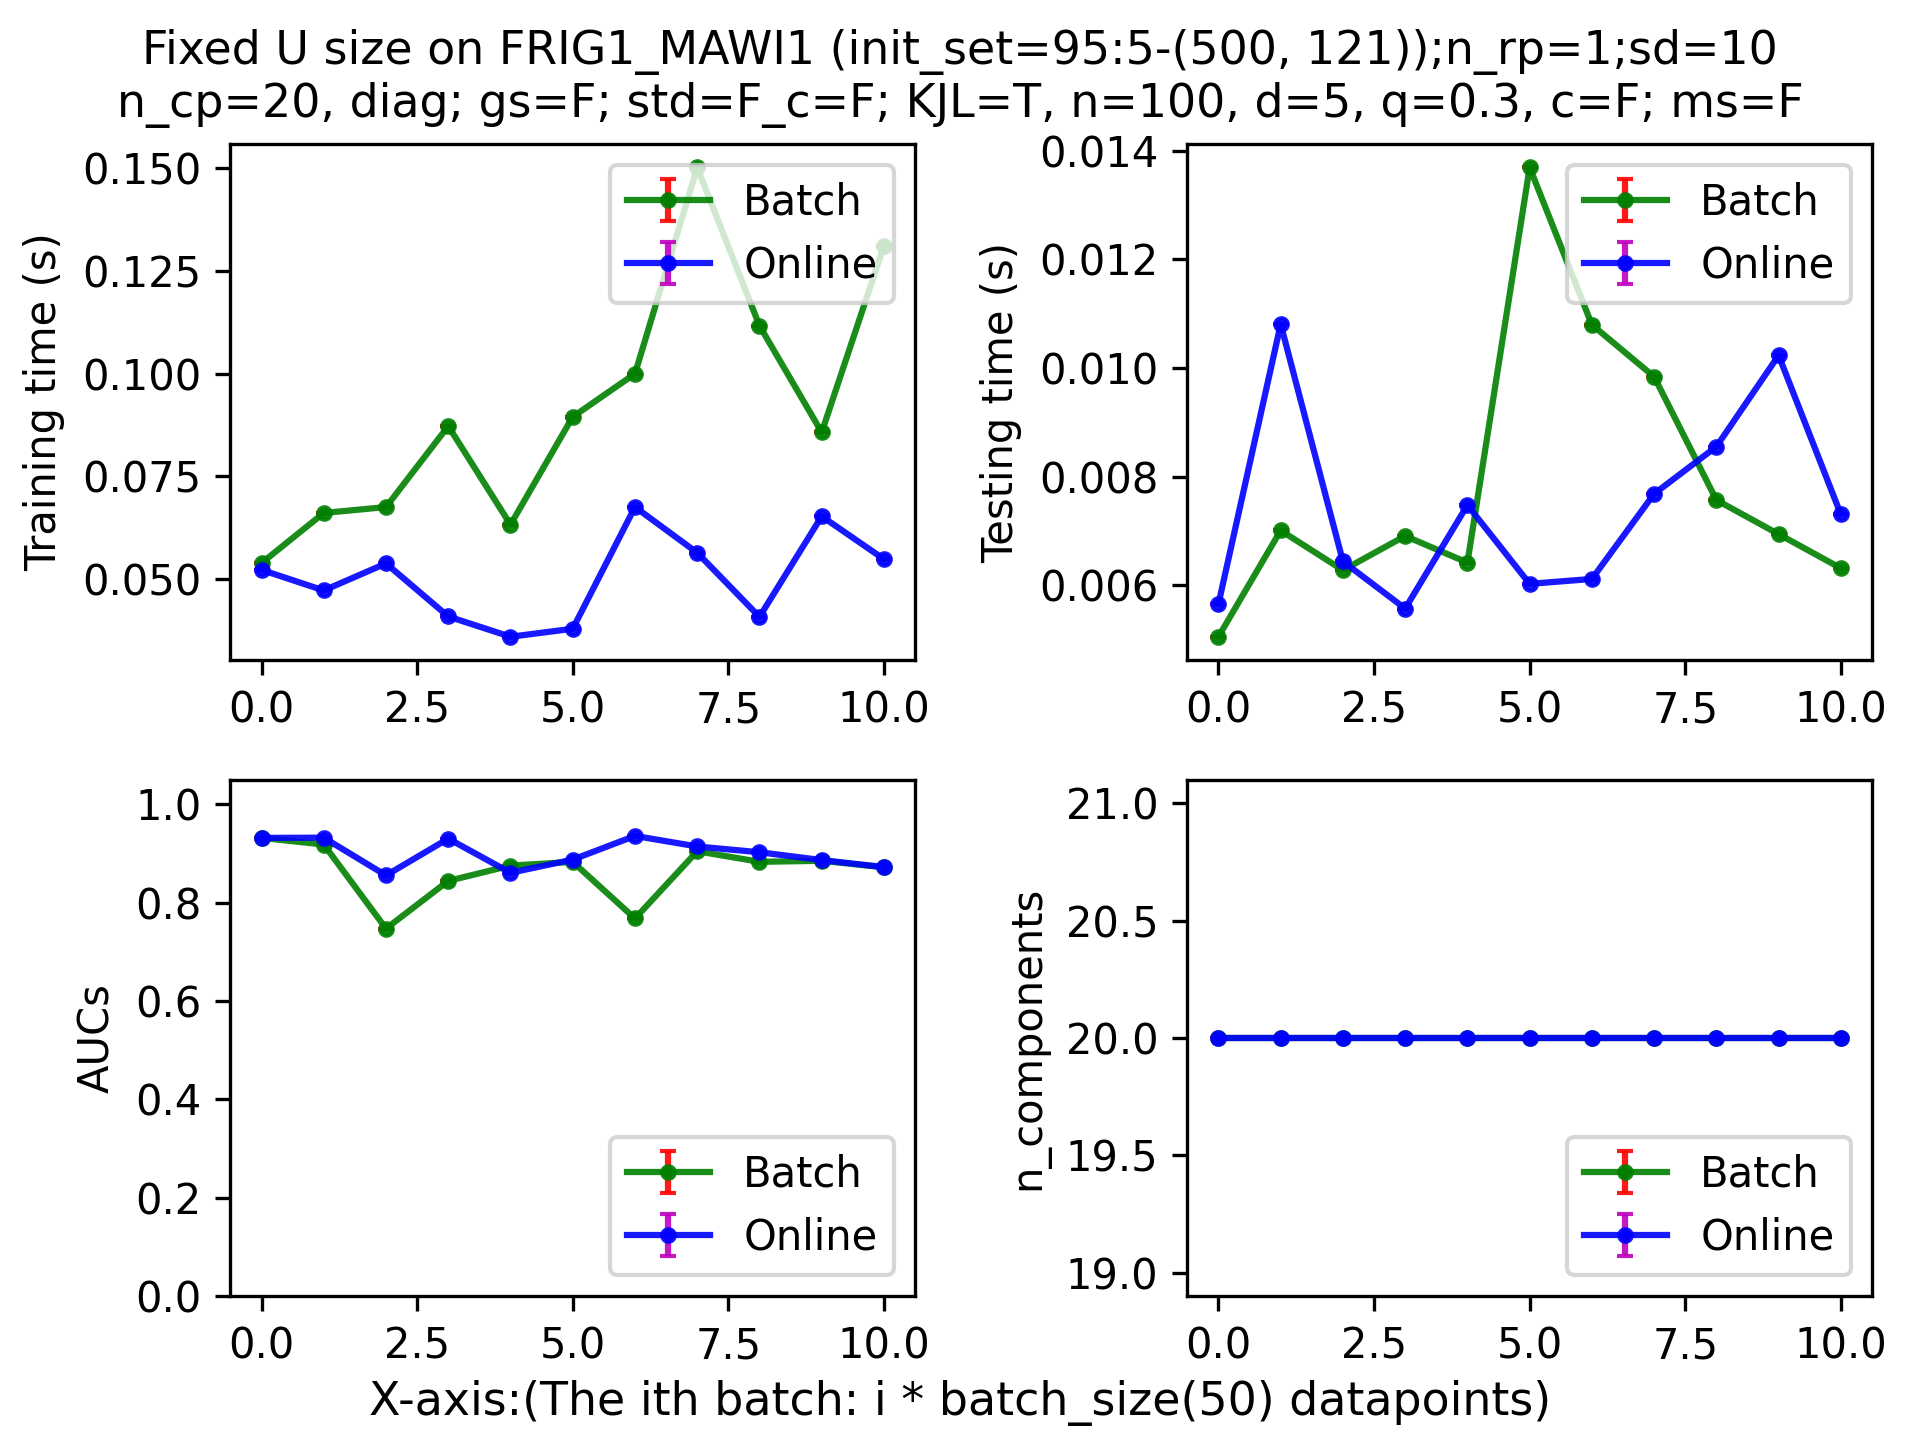 Fixed U size on FRIG1_MAWI1 (init_set=95:5-(500, 121));n_rp=1;sd=10
n_cp=20, diag; gs=F; std=F_c=F; KJL=T, n=100, d=5, q=0.3, c=F; ms=F
Training time (s)
0.150
0.125
0.100
0.075
0.050
0.0
2.5
5.0
7.5
10.0
Batch
Online
Testing time (s)
0.014
0.012
0.010
0.008
0.006
0.0
2.5
5.0
7.5
10.0
Batch
Online
AUCs
1.0
0.8
0.6
0.4
0.2
0.0
0.0
2.5
5.0
7.5
10.0
Batch
Online
n_components
21.0
20.5
20.0
19.5
19.0
0.0
2.5
5.0
7.5
10.0
Batch
Online
X-axis:(The ith batch: i * batch_size(50) datapoints)